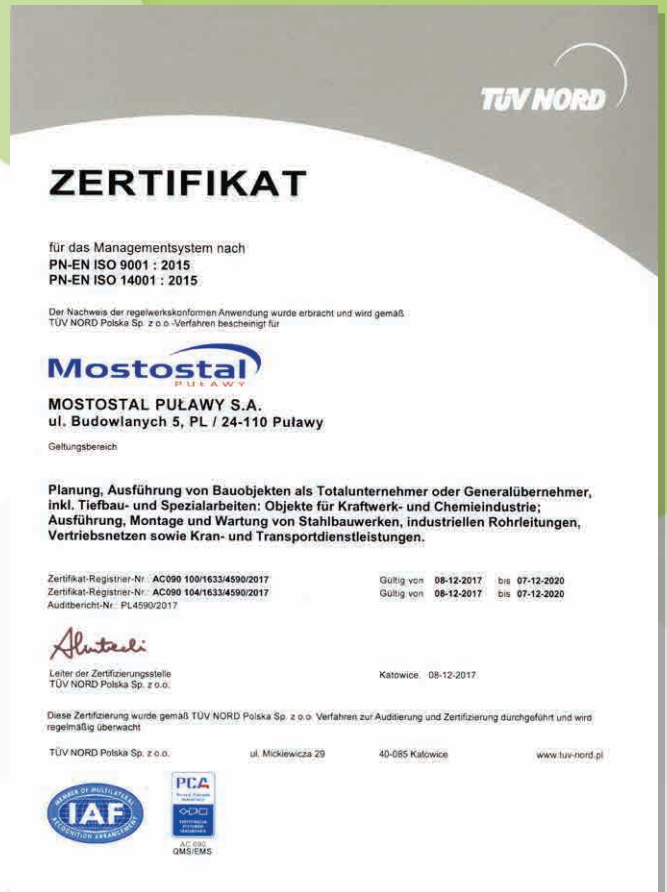 TÜV NORD
ZERTIFIKAT
für das Managementsystem nach
PN-EN ISO 9001 : 2015
PN-EN ISO 14001 : 2015
Der Nachweis der regelwerkskonformen Anwendung wurde erbracht und wird gemäß
TÜV NORD Polska Sp. z o.o.-Verfahren bescheinigt für
Mostostal
PUŁAWY
MOSTOSTAL PUŁAWY S.A.
ul. Budowlanych 5, PL / 24-110 Puławy
Geltungsbereich
Planung, Ausführung von Bauobjekten als Totalunternehmer oder Generalübernehmer,
inkl. Tiefbau- und Spezialarbeiten: Objekte für Kraftwerk- und Chemieindustrie;
Ausführung, Montage und Wartung von Stahlbauwerken, industriellen Rohrleitungen,
Vertriebsnetzen sowie Kran- und Transportdienstleistungen.
Zertifikat-Registrier-Nr.: AC090 100/1633/4590/2017 Gültig von 08-12-2017 bis 07-12-2020
Zertifikat-Registrier-Nr.: AC090 104/1633/4590/2017 Gültig von 08-12-2017 bis 07-12-2020
Auditbericht-Nr.: PL4590/2017
Leiter der Zertifizierungsstelle
TÜV NORD Polska Sp. z o.o.
Katowice, 08-12-2017
Diese Zertifizierung wurde gemäß TÜV NORD Polska Sp. z o.o. Verfahren zur Auditierung und Zertifizierung durchgeführt und wird
regelmäßig überwacht
TÜV NORD Polska Sp. z o.o. ul. Mickiewicza 29 40-085 Katowice www.tuv-nord.pl
MEMBER OF MULTILATERAL
IAF
RECOGNITION ARRANGEMENT
PCA
AC 090
QMS/EMS